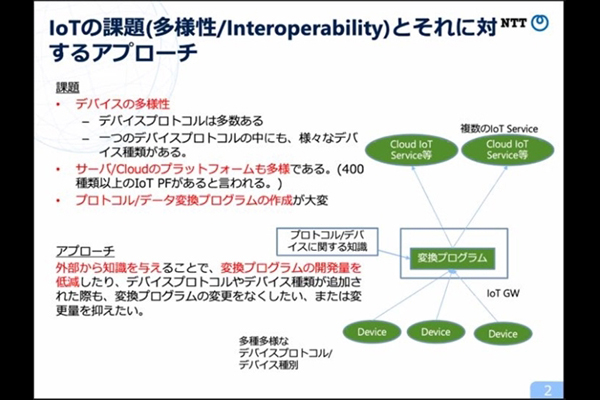 IoTの課題(多様性/Interoperability)とそれに対
するアプローチ
NTT
課題
• デバイスの多様性
– デバイスプロトコルは多数ある
– 一つのデバイスプロトコルの中にも、様々なデバ
イス種類がある。
• サーバ/Cloudのプラットフォームも多様である。(400
種類以上のIoT PFがあると言われる。)
• プロトコル/データ変換プログラムの作成が大変
アプローチ
外部から知識を与えることで、変換プログラムの開発量を
低減したり、デバイスプロトコルやデバイス種類が追加さ
れた際も、変換プログラムの変更をなくしたい、または変
更量を抑えたい。
複数のIoT Service
Cloud IoT
Service等
Cloud IoT
Service等
プロトコル/デバ
イスに関する知識
変換プログラム
IoT GW
Device
Device
Device
多種多様な
デバイスプロトコル/
デバイス種別
2